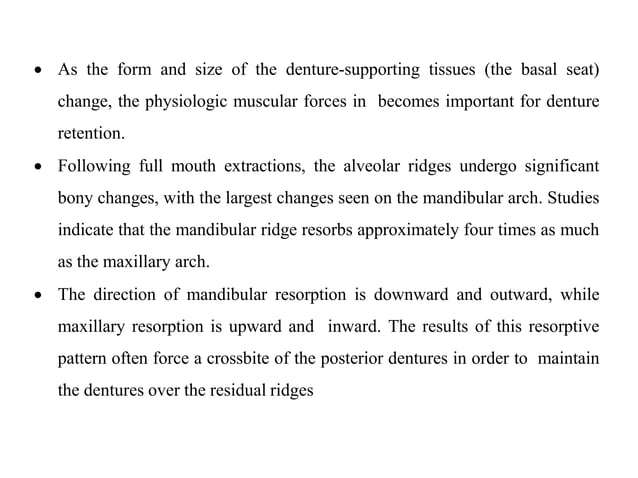 • As the form and size of the denture-supporting tissues (the basal seat)
change, the physiologic muscular forces in becomes important for denture
retention.
• Following full mouth extractions, the alveolar ridges undergo significant
bony changes, with the largest changes seen on the mandibular arch. Studies
indicate that the mandibular ridge resorbs approximately four times as much
as the maxillary arch.
• The direction of mandibular resorption is downward and outward, while
maxillary resorption is upward and inward. The results of this resorptive
pattern often force a crossbite of the posterior dentures in order to maintain
the dentures over the residual ridges